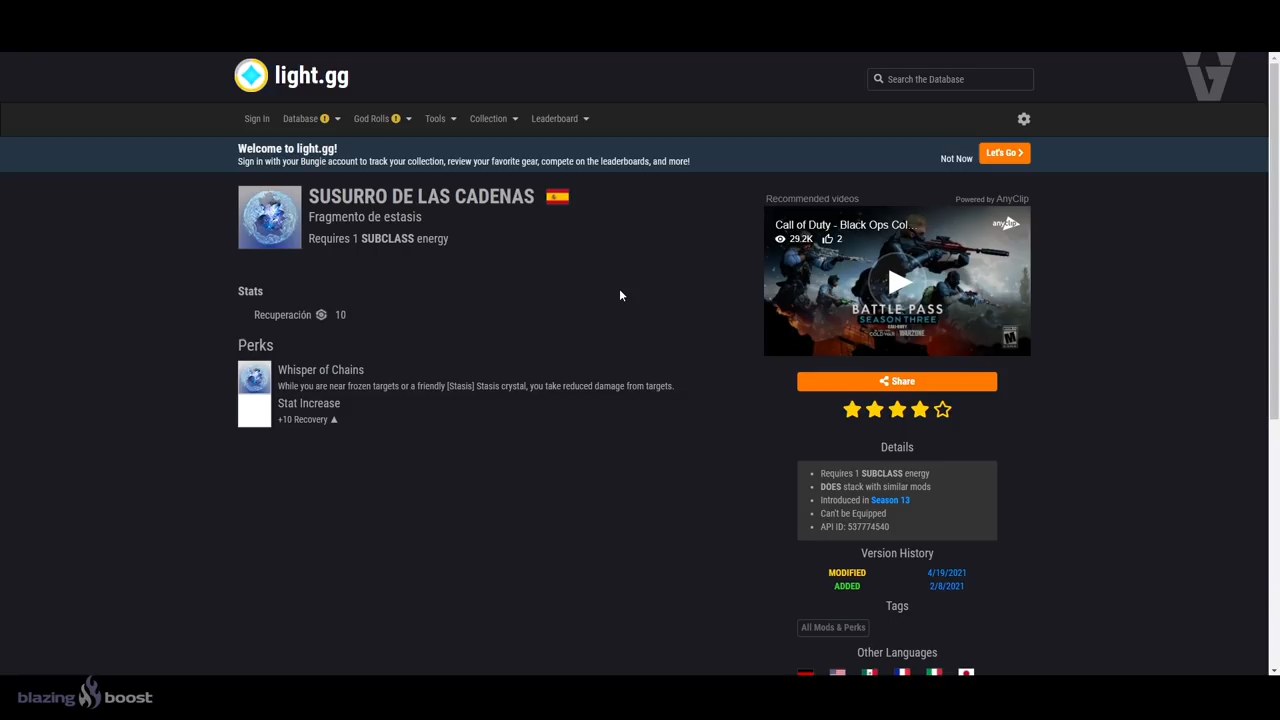 light.gg
Search the Database
Sign In Database ! God Rolls ! Tools Collection Leaderboard
Welcome to light.gg!
Sign in with your Bungie account to track your collection, review your favorite gear, compete on the leaderboards, and more!
Not Now Let's Go
SUSURRO DE LAS CADENAS
Fragmento de estasis
Requires 1 SUBCLASS energy
Stats
Recuperación 10
Perks
Whisper of Chains
While you are near frozen targets or a friendly [Stasis] Stasis crystal, you take reduced damage from targets.
Stat Increase
+10 Recovery ▲
Recommended videos Powered by AnyClip
Call of Duty - Black Ops Col...
anyclip
29.2K 2
BATTLE PASS
SEASON THREE
Share
Details
Requires 1 SUBCLASS energy
DOES stack with similar mods
Introduced in Season 13
Can't be Equipped
API ID: 537774540
Version History
MODIFIED 4/19/2021
ADDED 2/8/2021
Tags
All Mods & Perks
Other Languages
blazing boost